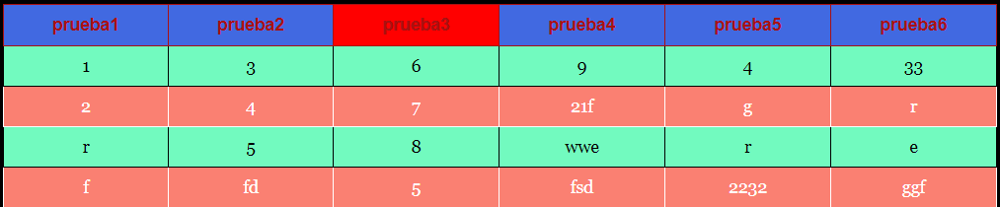 prueba1 prueba2 prueba3 prueba4 prueba5 prueba6
1 3 6 9 4 33
2 4 7 21f g r
r 5 8 wwe r e
f fd 5 fsd 2232 ggf